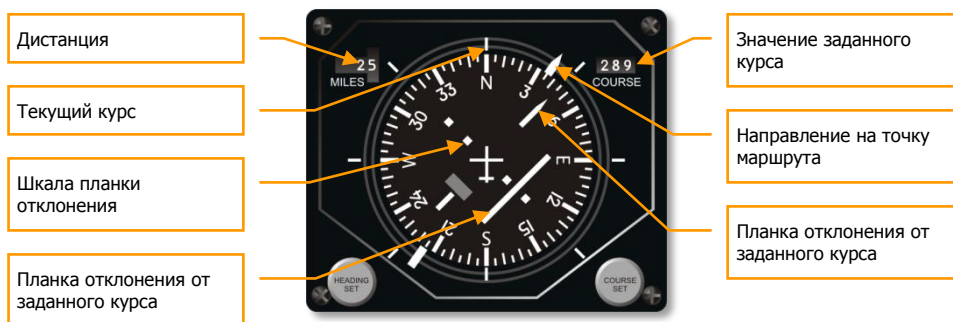 Дистанция
Текущий курс
Шкала планки
отклонения
Планка отклонения от
заданного курса
25
MILES
289
COURSE
N
3
6
E
12
15
S
21
24
W
30
33
HEADING
SET
COURSE
SET
Значение заданного
курса
Направление на точку
маршрута
Планка отклонения от
заданного курса